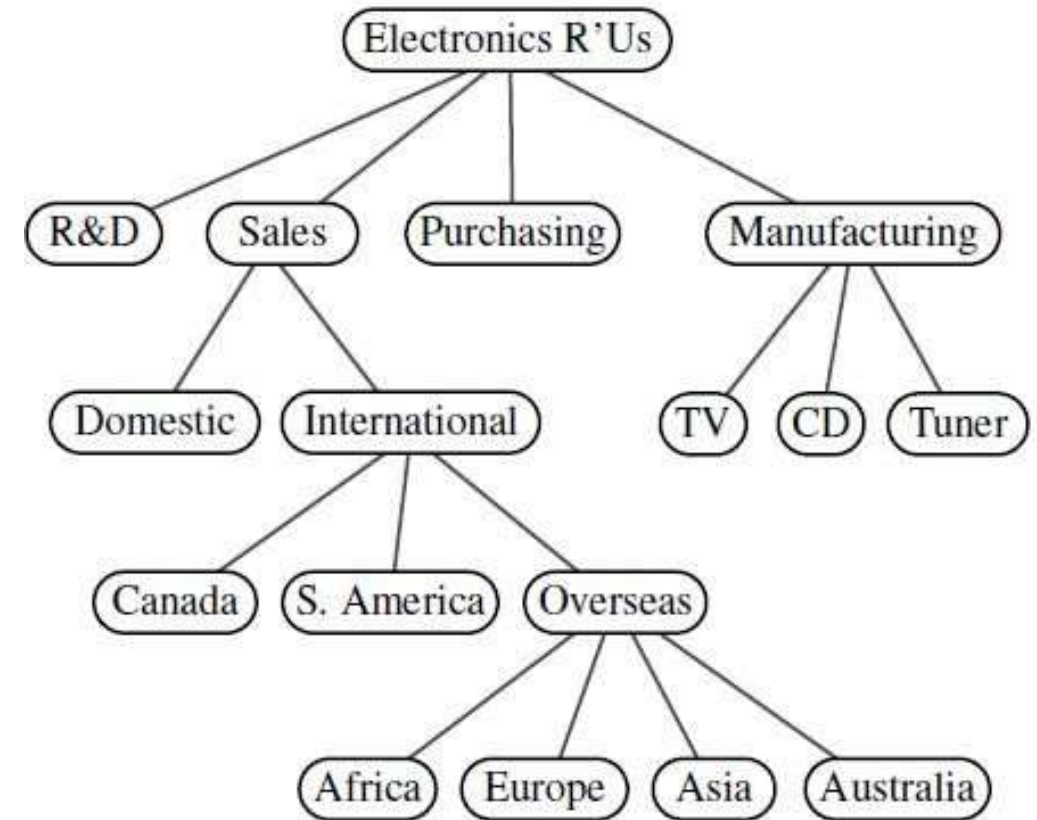 Electronics R'Us
R&D Sales Purchasing Manufacturing
Domestic International TV CD Tuner
Canada S. America Overseas
Africa Europe Asia Australia